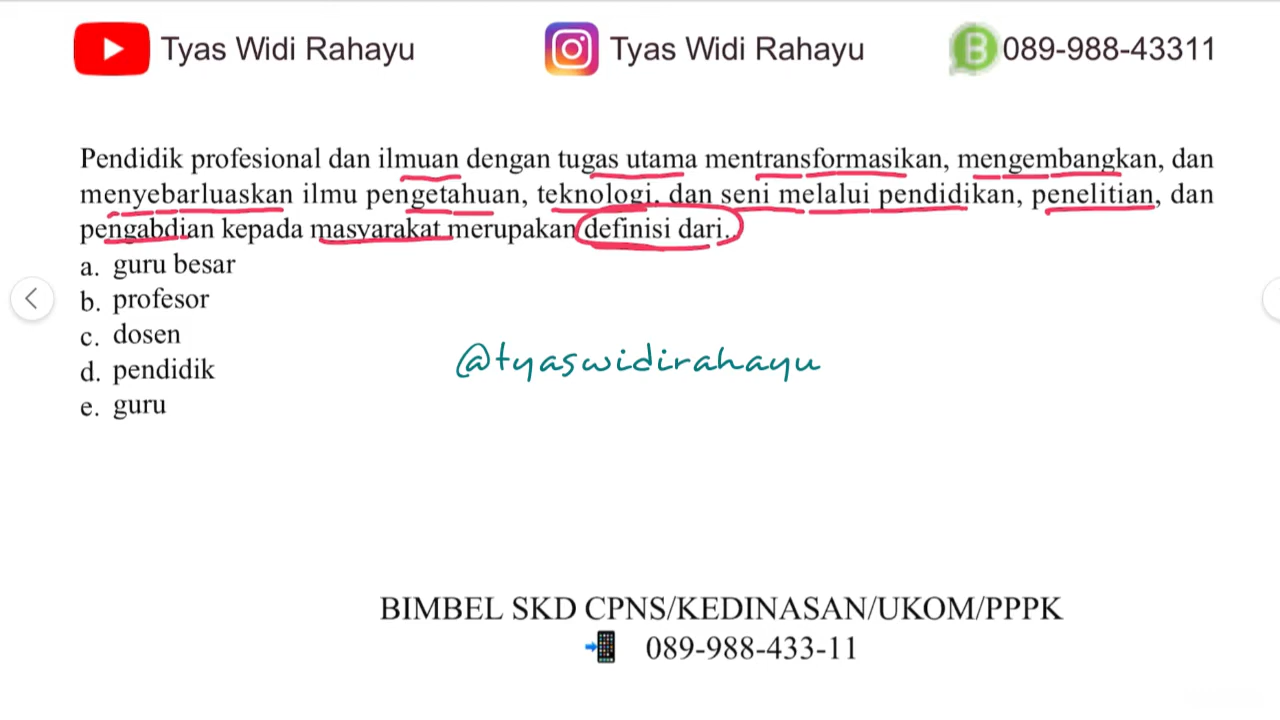 Tyas Widi Rahayu Tyas Widi Rahayu 089-988-43311
Pendidik profesional dan ilmuan dengan tugas utama mentransformasikan, mengembangkan, dan
menyebarluaskan ilmu pengetahuan, teknologi. dan seni melalui pendidikan, penelitian, dan
pengabdian kepada masyarakat merupakan definisi dari..
a. guru besar
b. profesor
c. dosen
d. pendidik
e. guru
@tyaswidirahayu
BIMBEL SKD CPNS/KEDINASAN/UKOM/PPPK
089-988-433-11